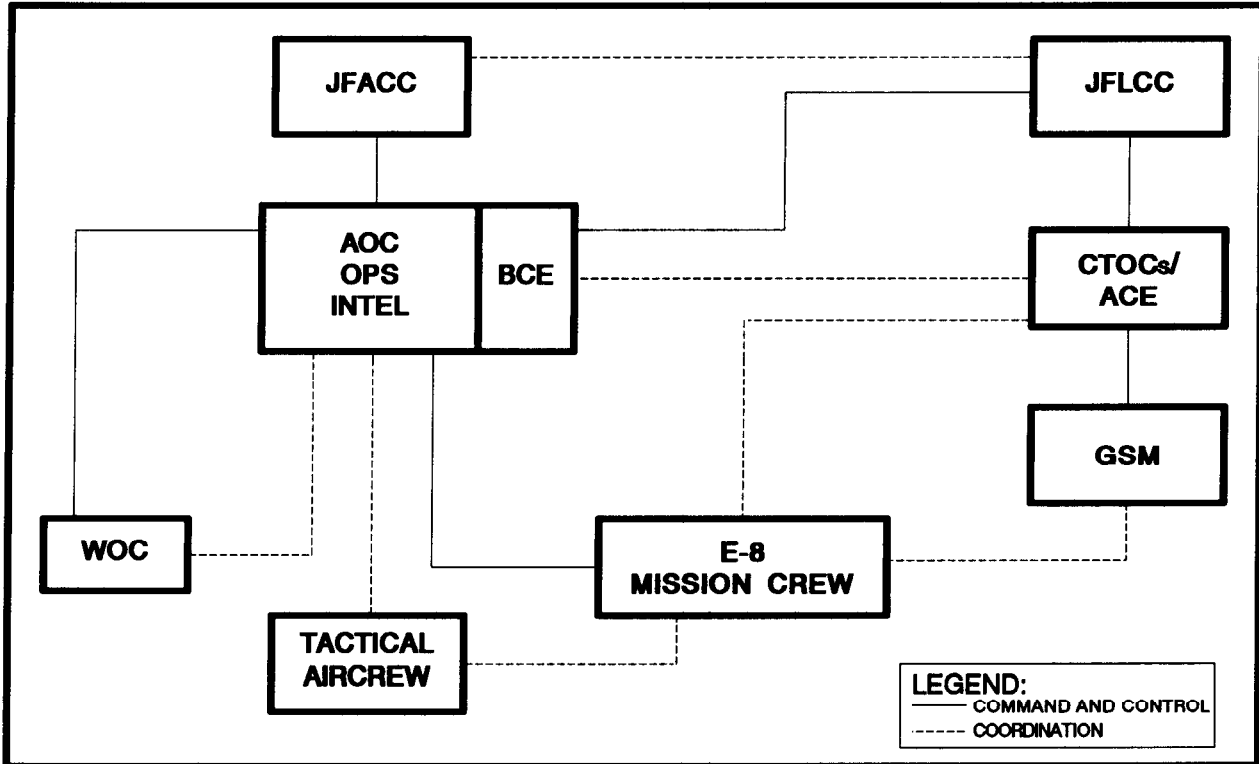 JFACC
JFLCC
AOC
OPS
INTEL
BCE
CTOCs/
ACE
GSM
WOC
E-8
MISSION CREW
TACTICAL
AIRCREW
LEGEND:
COMMAND AND CONTROL
COORDINATION